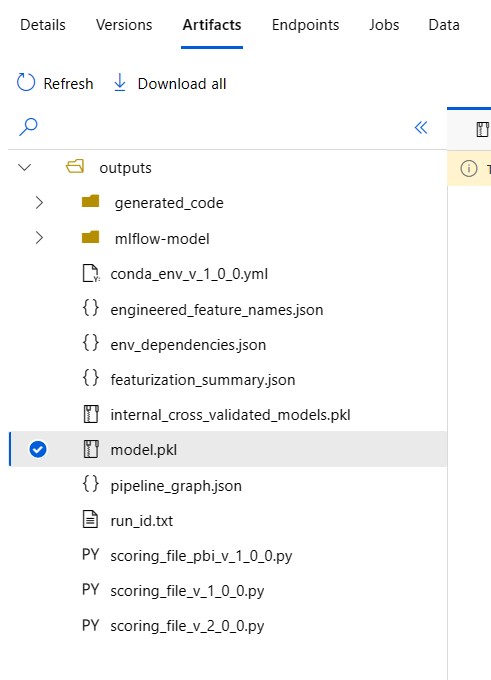 Details Versions Artifacts Endpoints Jobs Data
Refresh Download all
outputs
generated_code
mlflow-model
conda_env_v_1_0_0.yml
{} engineered_feature_names.json
{} env_dependencies.json
{} featurization_summary.json
internal_cross_validated_models.pkl
model.pkl
{} pipeline_graph.json
run_id.txt
PY scoring_file_pbi_v_1_0_0.py
PY scoring_file_v_1_0_0.py
PY scoring_file_v_2_0_0.py